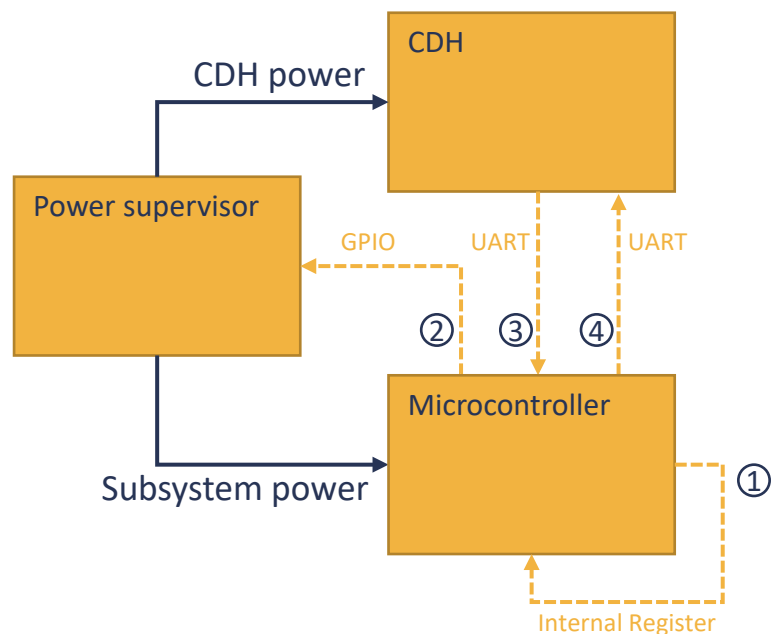 CDH
CDH power
Power supervisor
GPIO
UART
UART
②
③
④
Microcontroller
Subsystem power
①
Internal Register